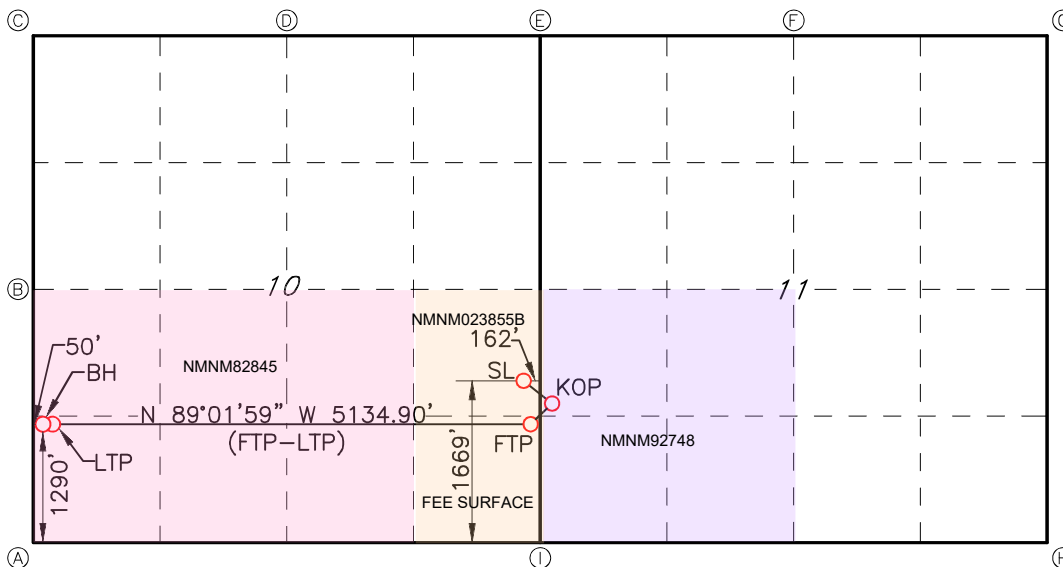 C D E F
B 10 11
NMNM023855B
162'
50'
BH
NMNM82845
SL
KOP
N 89°01'59" W 5134.90'
(FTP-LTP)
FTP
NMNM92748
LTP
1290'
1669'
FEE SURFACE
A I